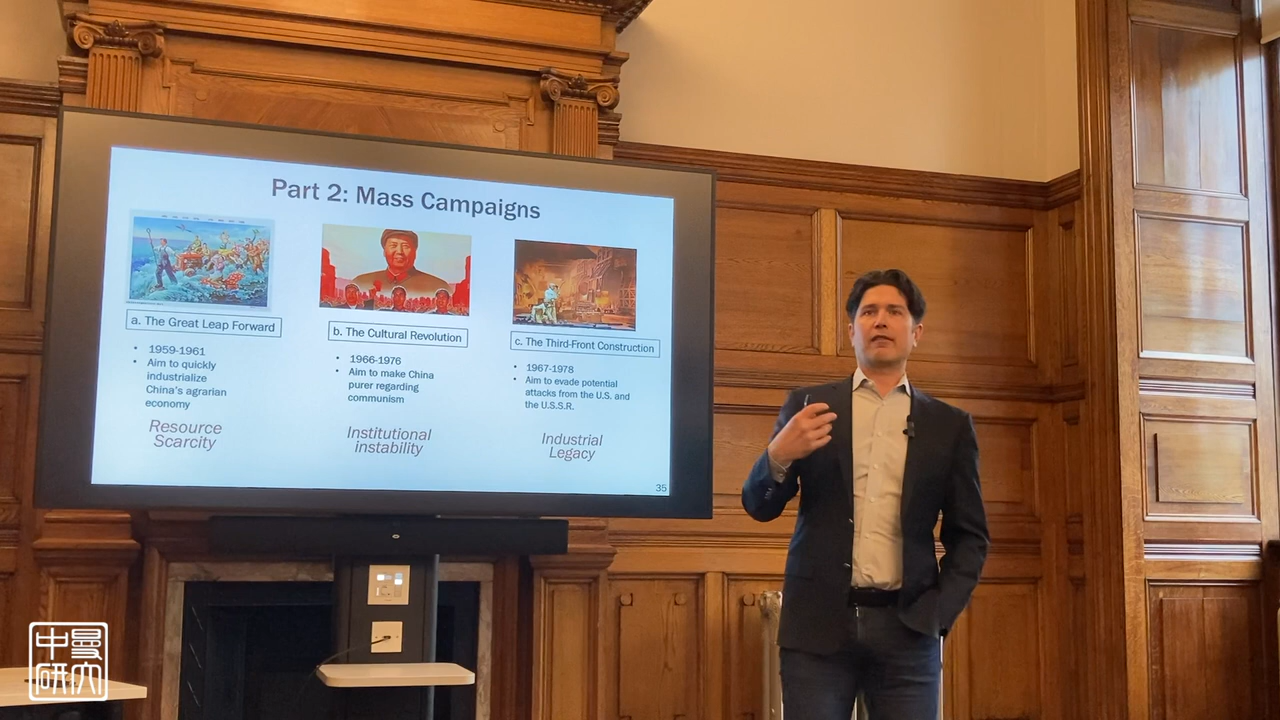 Part 2: Mass Campaigns
a. The Great Leap Forward
• 1959-1961
• Aim to quickly
industrialize
China's agrarian
economy
Resource
Scarcity
b. The Cultural Revolution
• 1966-1976
• Aim to make China
purer regarding
communism
Institutional
instability
c. The Third-Front Construction
• 1967-1978
• Aim to evade potential
attacks from the U.S. and
the U.S.S.R.
Industrial
Legacy
35
中曼
研究